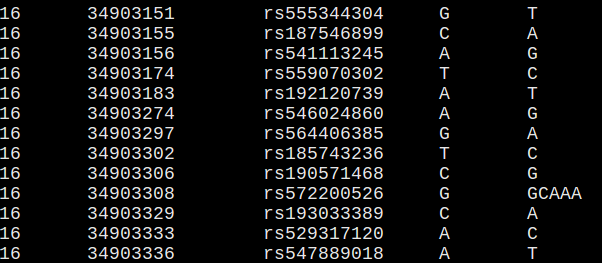 16 34903151 rs555344304 G T
16 34903155 rs187546899 C A
16 34903156 rs541113245 A G
16 34903174 rs559070302 T C
16 34903183 rs192120739 A T
16 34903274 rs546024860 A G
16 34903297 rs564406385 G A
16 34903302 rs185743236 T C
16 34903306 rs190571468 C G
16 34903308 rs572200526 G GCAAA
16 34903329 rs193033389 C A
16 34903333 rs529317120 A C
16 34903336 rs547889018 A T